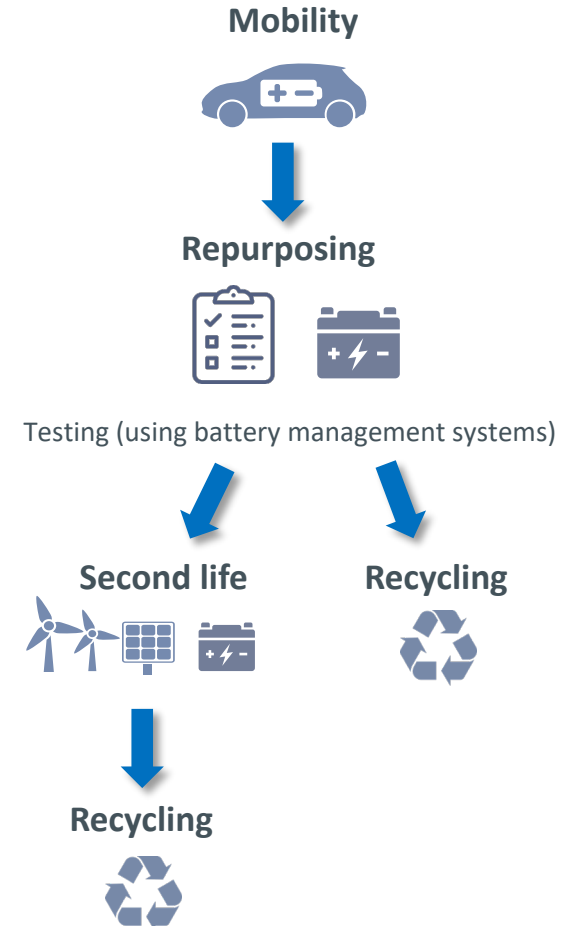 Mobility
Repurposing
Testing (using battery management systems)
Second life
Recycling
Recycling